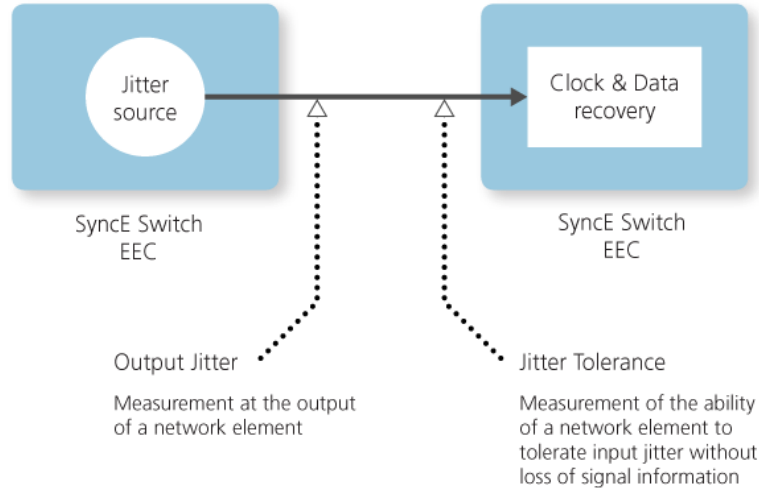 Jitter
source
Clock & Data
recovery
SyncE Switch
EEC
SyncE Switch
EEC
Output Jitter
Measurement at the output
of a network element
Jitter Tolerance
Measurement of the ability
of a network element to
tolerate input jitter without
loss of signal information